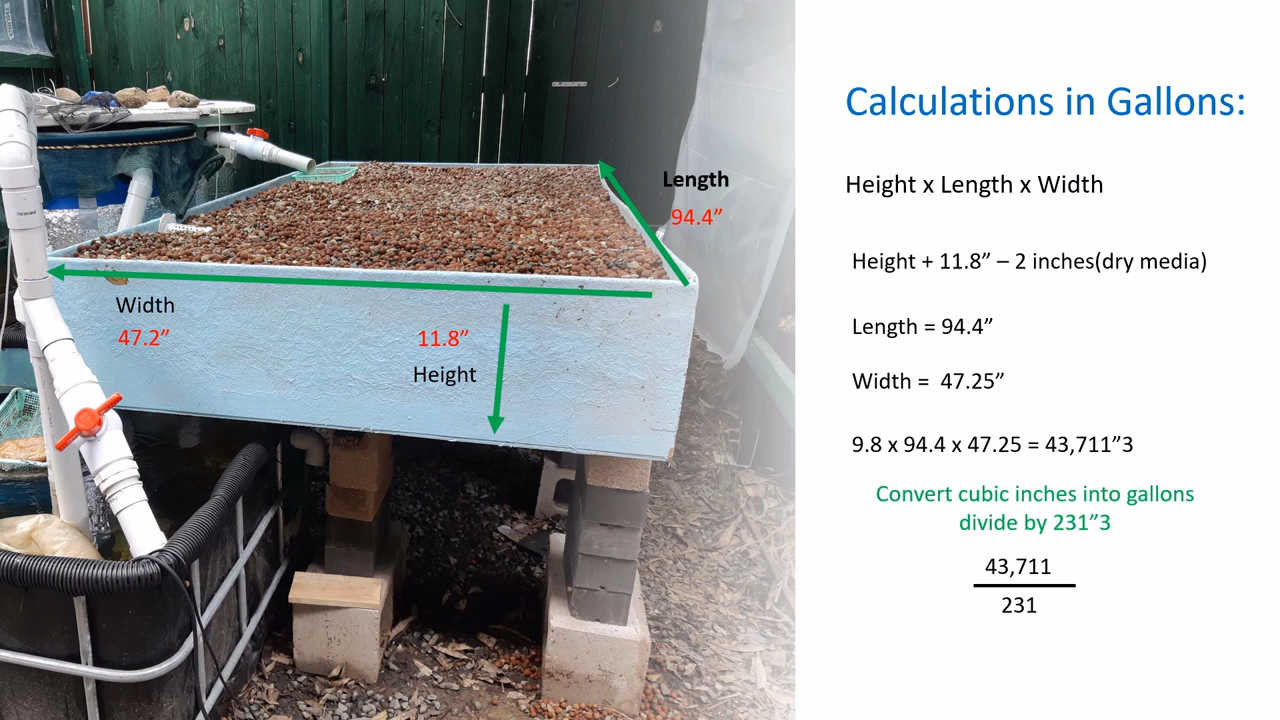 Calculations in Gallons:
Height x Length x Width
Height + 11.8” – 2 inches(dry media)
Length = 94.4”
Width =  47.25”
9.8 x 94.4 x 47.25 = 43,711”3
Convert cubic inches into gallons
divide by 231”3
43,711
231
Length
94.4”
Width
47.2”
11.8”
Height